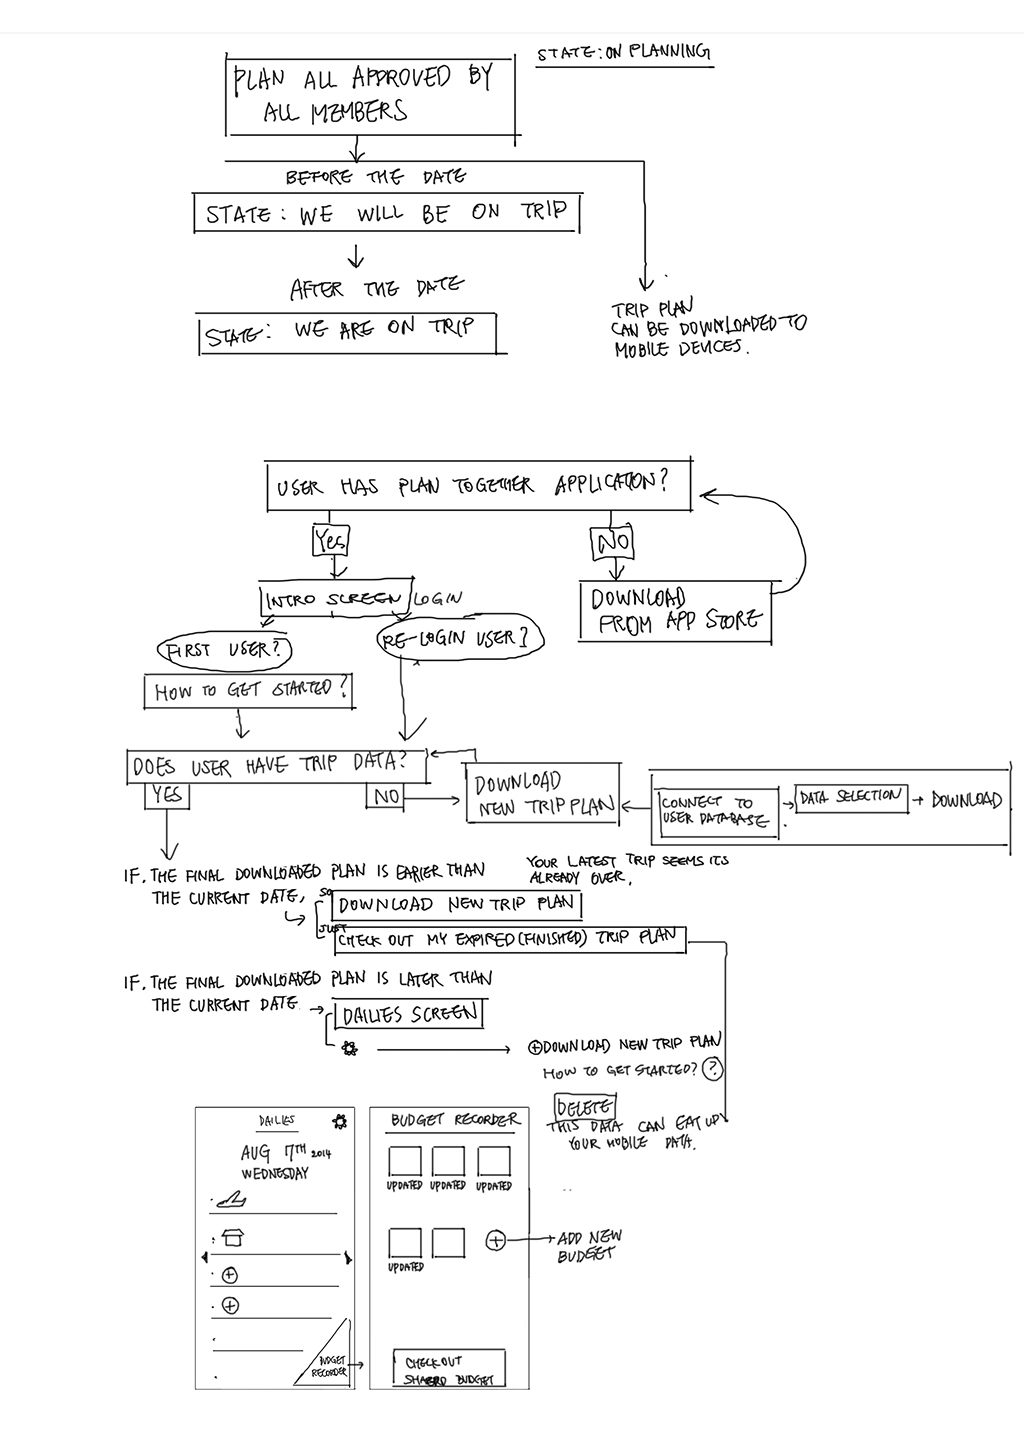 STATE: ON PLANNING
PLAN ALL APPROVED BY
ALL MEMBERS
BEFORE THE DATE
STATE: WE WILL BE ON TRIP
AFTER THE DATE
STATE: WE ARE ON TRIP
TRIP PLAN
CAN BE DOWNLOADED TO
MOBILE DEVICES.
USER HAS PLAN TOGETHER APPLICATION?
Yes
NO
INTRO SCREEN/LOGIN
DOWNLOAD
FROM APP STORE
FIRST USER?
RE-LOGIN USER?
HOW TO GET STARTED?
DOES USER HAVE TRIP DATA?
YES
NO
DOWNLOAD
NEW TRIP PLAN
CONNECT TO
USER DATABASE
DATA SELECTION
DOWNLOAD
IF. THE FINAL DOWNLOADED PLAN IS EARIER THAN
THE CURRENT DATE,
YOUR LATEST TRIP SEEMS ITS
ALREADY OVER.
SO
DOWNLOAD NEW TRIP PLAN
JUST
CHECK OUT MY EXPIRED(FINISHED) TRIP PLAN
IF. THE FINAL DOWNLOADED PLAN IS LATER THAN
THE CURRENT DATE
DAILIES SCREEN
DOWNLOAD NEW TRIP PLAN
HOW TO GET STARTED? ?
DELETE
THIS DATA CAN EAT UP
YOUR MOBILE DATA.
DAILIES
AUG 7TH 2014
WEDNESDAY
BUDGET
RECORDER
BUDGET RECORDER
UPDATED UPDATED UPDATED
UPDATED
ADD NEW
BUDGET
CHECK OUT
BUDGET